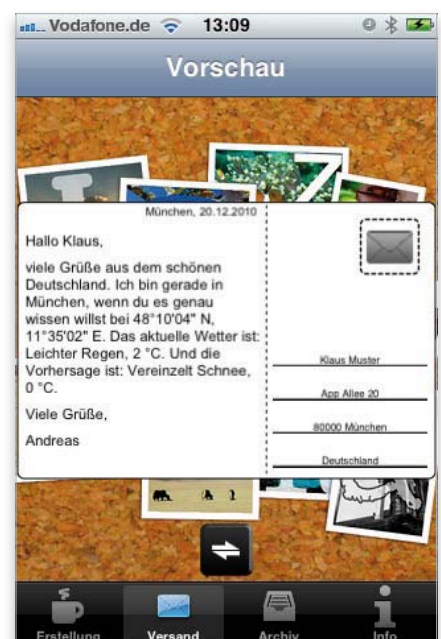 Vodafone.de 13:09
Vorschau
München, 20.12.2010
Hallo Klaus,
viele Grüße aus dem schönen
Deutschland. Ich bin gerade in
München, wenn du es genau
wissen willst bei 48°10'04" N,
11°35'02" E. Das aktuelle Wetter ist:
Leichter Regen, 2 °C. Und die
Vorhersage ist: Vereinzelt Schnee,
0 °C.
Viele Grüße,
Andreas
Klaus Muster
App Allee 20
80000 München
Deutschland
Erstellung Versand Archiv Info